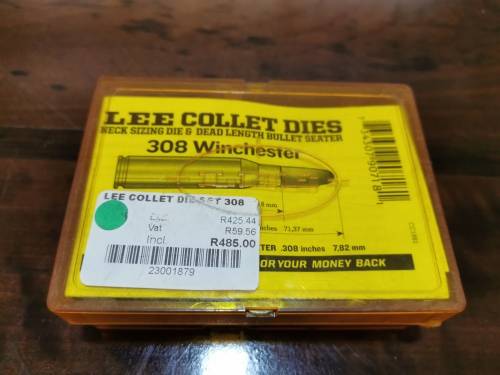 LEE COLLET DIES
NECK SIZING DIE & DEAD LENGTH BULLET SEATER
308 Winchester
mm
inches 71,37 mm
LEE COLLET DIE SET 308
R425.44
Vat R59.56
Incl. R485.00
23001879
.308 inches 7,82 mm
FOR YOUR MONEY BACK